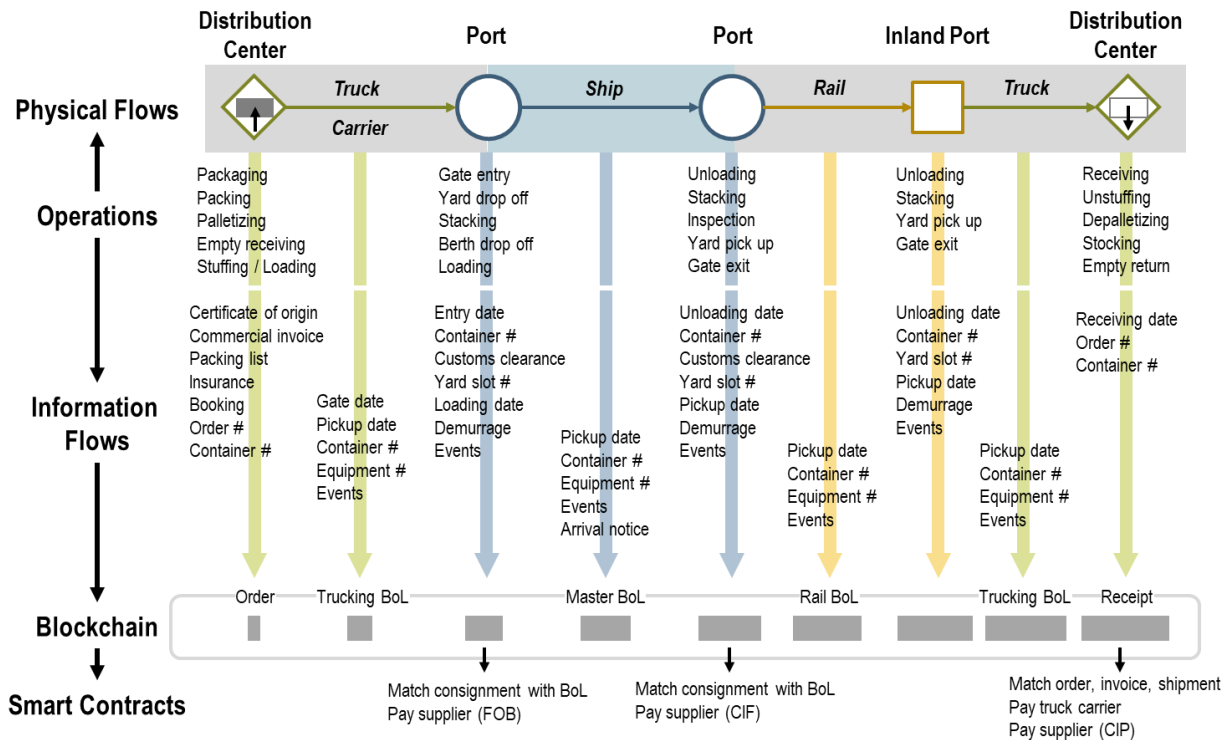 Distribution
Center
Port
Port
Inland Port
Distribution
Center
Physical Flows
Truck
Carrier
Ship
Rail
Truck
Operations
Packaging
Packing
Palletizing
Empty receiving
Stuffing / Loading
Gate entry
Yard drop off
Stacking
Berth drop off
Loading
Unloading
Stacking
Inspection
Yard pick up
Gate exit
Unloading
Stacking
Yard pick up
Gate exit
Receiving
Unstuffing
Depalletizing
Stocking
Empty return
Information
Flows
Certificate of origin
Commercial invoice
Packing list
Insurance
Booking
Order #
Container #
Gate date
Pickup date
Container #
Equipment #
Events
Entry date
Container #
Customs clearance
Yard slot #
Loading date
Demurrage
Events
Pickup date
Container #
Equipment #
Events
Arrival notice
Unloading date
Container #
Customs clearance
Yard slot #
Pickup date
Demurrage
Events
Pickup date
Container #
Equipment #
Events
Unloading date
Container #
Yard slot #
Pickup date
Demurrage
Events
Pickup date
Container #
Equipment #
Events
Receiving date
Order #
Container #
Blockchain
Order
Trucking BoL
Master BoL
Rail BoL
Trucking BoL
Receipt
Smart Contracts
Match consignment with BoL
Pay supplier (FOB)
Match consignment with BoL
Pay supplier (CIF)
Match order, invoice, shipment
Pay truck carrier
Pay supplier (CIP)